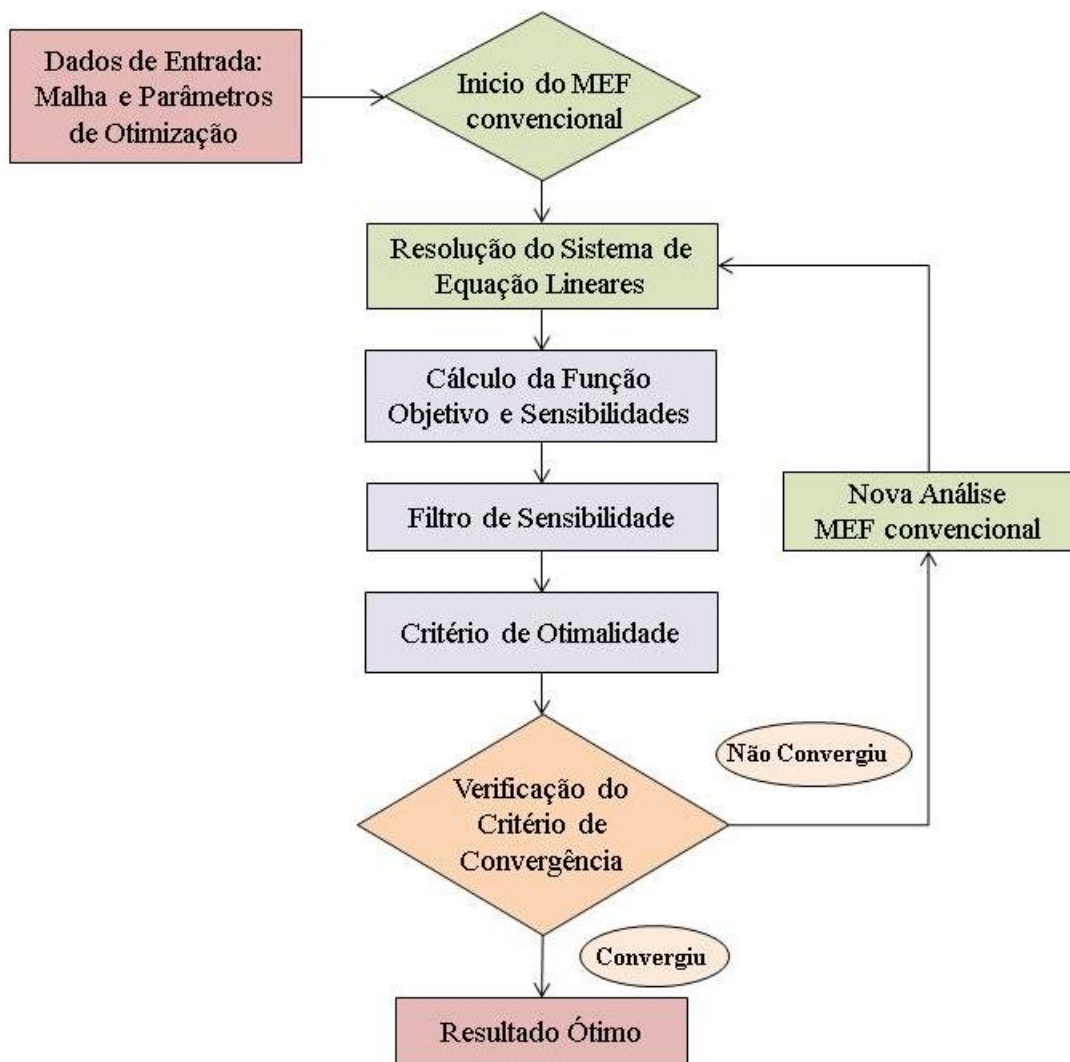 Dados de Entrada:
Malha e Parâmetros
de Otimização
Inicio do MEF
convencional
Resolução do Sistema de
Equação Lineares
Cálculo da Função
Objetivo e Sensibilidades
Filtro de Sensibilidade
Nova Análise
MEF convencional
Critério de Otimalidade
Não Convergiu
Verificação do
Critério de
Convergência
Convergiu
Resultado Ótimo